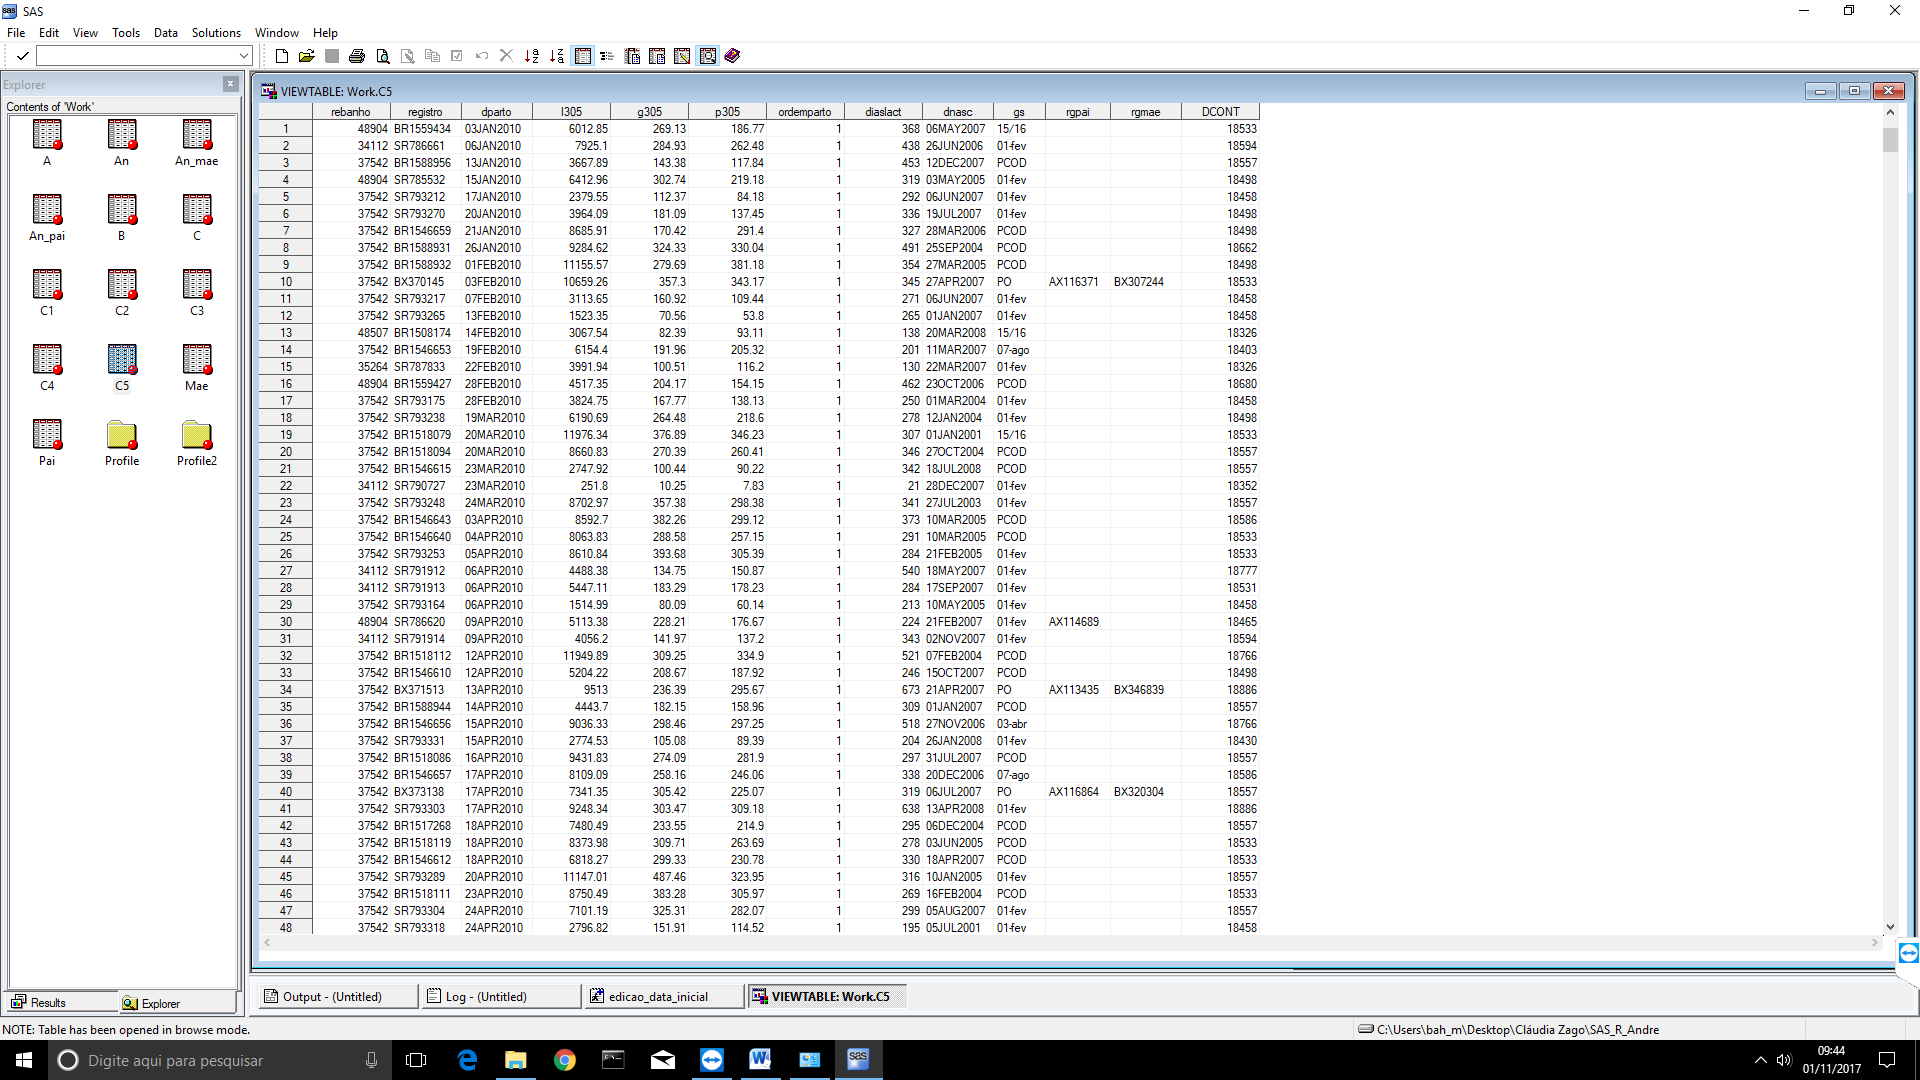 SAS
File Edit View Tools Data Solutions Window Help
Explorer
Contents of 'Work'
A An An_mae
An_pai B C
C1 C2 C3
C4 C5 Mae
Pai Profile Profile2
VIEWTABLE: Work.C5
rebanho registro dparto l305 g305 p305 ordemparto diaslact dnasc gs rgpai rgmae DCONT
1 48904 BR1559434 03JAN2010 6012.85 269.13 186.77 1 368 06MAY2007 15/16 18533
2 34112 SR786661 06JAN2010 7925.1 284.93 262.48 1 438 26JUN2006 01-fev 18594
3 37542 BR1588956 13JAN2010 3667.89 143.38 117.84 1 453 12DEC2007 PCOD 18557
4 48904 SR785532 15JAN2010 6412.96 302.74 219.18 1 319 03MAY2005 01-fev 18498
5 37542 SR793212 17JAN2010 2379.55 112.37 84.18 1 292 06JUN2007 01-fev 18458
6 37542 SR793270 20JAN2010 3964.09 181.09 137.45 1 336 19JUL2007 01-fev 18498
7 37542 BR1546659 21JAN2010 8685.91 170.42 291.4 1 327 28MAR2006 PCOD 18498
8 37542 BR1588931 26JAN2010 9284.62 324.33 330.04 1 491 25SEP2004 PCOD 18662
9 37542 BR1588932 01FEB2010 11155.57 279.69 381.18 1 354 27MAR2005 PCOD 18498
10 37542 BX370145 03FEB2010 10659.26 357.3 343.17 1 345 27APR2007 PO AX116371 BX307244 18533
11 37542 SR793217 07FEB2010 3113.65 160.92 109.44 1 271 06JUN2007 01-fev 18458
12 37542 SR793265 13FEB2010 1523.35 70.56 53.8 1 265 01JAN2007 01-fev 18458
13 48507 BR1508174 14FEB2010 3067.54 82.39 93.11 1 138 20MAR2008 15/16 18326
14 37542 BR1546653 19FEB2010 6154.4 191.96 205.32 1 201 11MAR2007 07-ago 18403
15 35264 SR787833 22FEB2010 3991.94 100.51 116.2 1 130 22MAR2007 01-fev 18326
16 48904 BR1559427 28FEB2010 4517.35 204.17 154.15 1 462 23OCT2006 PCOD 18680
17 37542 SR793175 28FEB2010 3824.75 167.77 138.13 1 250 01MAR2004 01-fev 18458
18 37542 SR793238 19MAR2010 6190.69 264.48 218.6 1 278 12JAN2004 01-fev 18498
19 37542 BR1518079 20MAR2010 11976.34 376.89 346.23 1 307 01JAN2001 15/16 18533
20 37542 BR1518094 20MAR2010 8660.83 270.39 260.41 1 346 27OCT2004 PCOD 18557
21 37542 BR1546615 23MAR2010 2747.92 100.44 90.22 1 342 18JUL2008 PCOD 18557
22 34112 SR790727 23MAR2010 251.8 10.25 7.83 1 21 28DEC2007 01-fev 18352
23 37542 SR793248 24MAR2010 8702.97 357.38 298.38 1 341 27JUL2003 01-fev 18557
24 37542 BR1546643 03APR2010 8592.7 382.26 299.12 1 373 10MAR2005 PCOD 18586
25 37542 BR1546640 04APR2010 8063.83 288.58 257.15 1 291 10MAR2005 PCOD 18533
26 37542 SR793253 05APR2010 8610.84 393.68 305.39 1 284 21FEB2005 01-fev 18533
27 34112 SR791912 06APR2010 4488.38 134.75 150.87 1 540 18MAY2007 01-fev 18777
28 34112 SR791913 06APR2010 5447.11 183.29 178.23 1 284 17SEP2007 01-fev 18531
29 37542 SR793164 06APR2010 1514.99 80.09 60.14 1 213 10MAY2005 01-fev 18458
30 48904 SR786620 09APR2010 5113.38 228.21 176.67 1 224 21FEB2007 01-fev AX114689 18465
31 34112 SR791914 09APR2010 4056.2 141.97 137.2 1 343 02NOV2007 01-fev 18594
32 37542 BR1518112 12APR2010 11949.89 309.25 334.9 1 521 07FEB2004 PCOD 18766
33 37542 BR1546610 12APR2010 5204.22 208.67 187.92 1 246 15OCT2007 PCOD 18498
34 37542 BX371513 13APR2010 9513 236.39 295.67 1 673 21APR2007 PO AX113435 BX346839 18886
35 37542 BR1588944 14APR2010 4443.7 182.15 158.96 1 309 01JAN2007 PCOD 18557
36 37542 BR1546656 15APR2010 9036.33 298.46 297.25 1 518 27NOV2006 03-abr 18766
37 37542 SR793331 15APR2010 2774.53 105.08 89.39 1 204 26JAN2008 01-fev 18430
38 37542 BR1518086 16APR2010 9431.83 274.09 281.9 1 297 31JUL2007 PCOD 18557
39 37542 BR1546657 17APR2010 8109.09 258.16 246.06 1 338 20DEC2006 07-ago 18586
40 37542 BX373138 17APR2010 7341.35 305.42 225.07 1 319 06JUL2007 PO AX116864 BX320304 18557
41 37542 SR793303 17APR2010 9248.34 303.47 309.18 1 638 13APR2008 01-fev 18886
42 37542 BR1517268 18APR2010 7480.49 233.55 214.9 1 295 06DEC2004 PCOD 18557
43 37542 BR1518119 18APR2010 8373.98 309.71 263.69 1 278 03JUN2005 PCOD 18533
44 37542 BR1546612 18APR2010 6818.27 299.33 230.78 1 330 18APR2007 PCOD 18533
45 37542 SR793289 20APR2010 11147.01 487.46 323.95 1 316 10JAN2005 01-fev 18557
46 37542 BR1518111 23APR2010 8750.49 383.28 305.97 1 269 16FEB2004 PCOD 18533
47 37542 SR793304 24APR2010 7101.19 325.31 282.07 1 299 05AUG2007 01-fev 18557
48 37542 SR793318 24APR2010 2796.82 151.91 114.52 1 195 05JUL2001 01-fev 18458
Results Explorer
Output - (Untitled) Log - (Untitled) edicao_data_inicial VIEWTABLE: Work.C5
NOTE: Table has been opened in browse mode.
C:\Users\bah_m\Desktop\Cláudia Zago\SAS_R_Andre
Digite aqui para pesquisar
09:44
01/11/2017